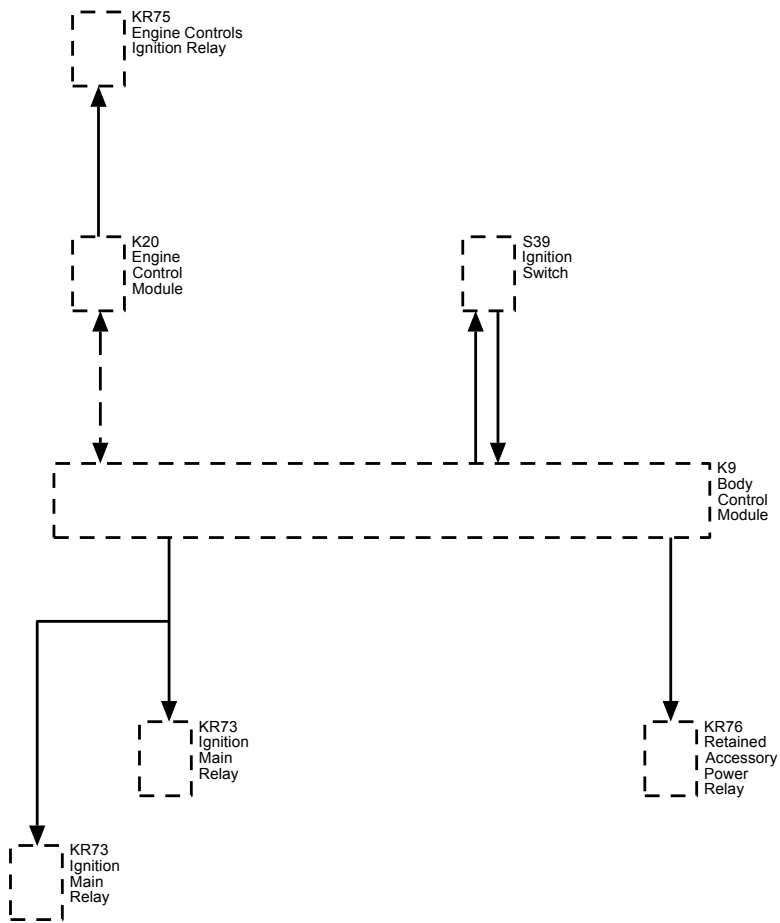 KR75
Engine Controls
Ignition Relay
K20
Engine
Control
Module
S39
Ignition
Switch
K9
Body
Control
Module
KR73
Ignition
Main
Relay
KR76
Retained
Accessory
Power
Relay
KR73
Ignition
Main
Relay